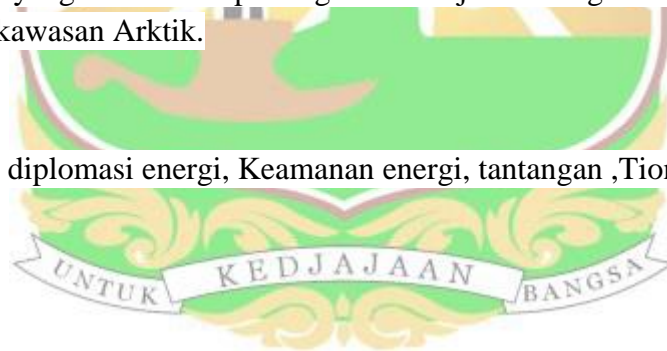 kawasan Arktik.
diplomasi energi, Keamanan energi, tantangan ,Tion
UNTUK KEDJAJAAN BANGSA